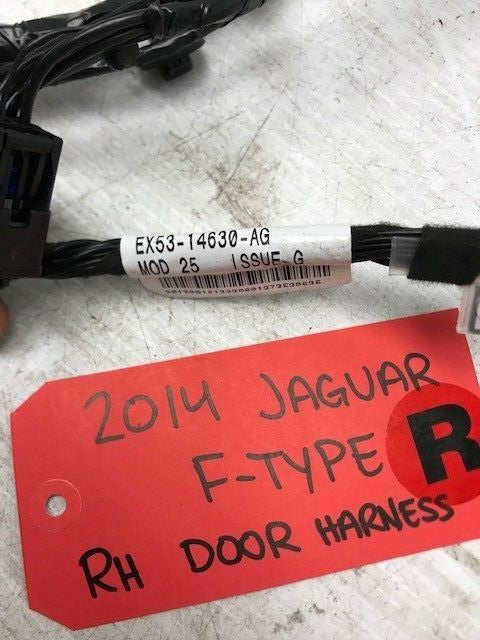 EX53-14630-AG
MOD 25 ISSUE G
2014 JAGUAR
F-TYPE R
RH DOOR HARNESS